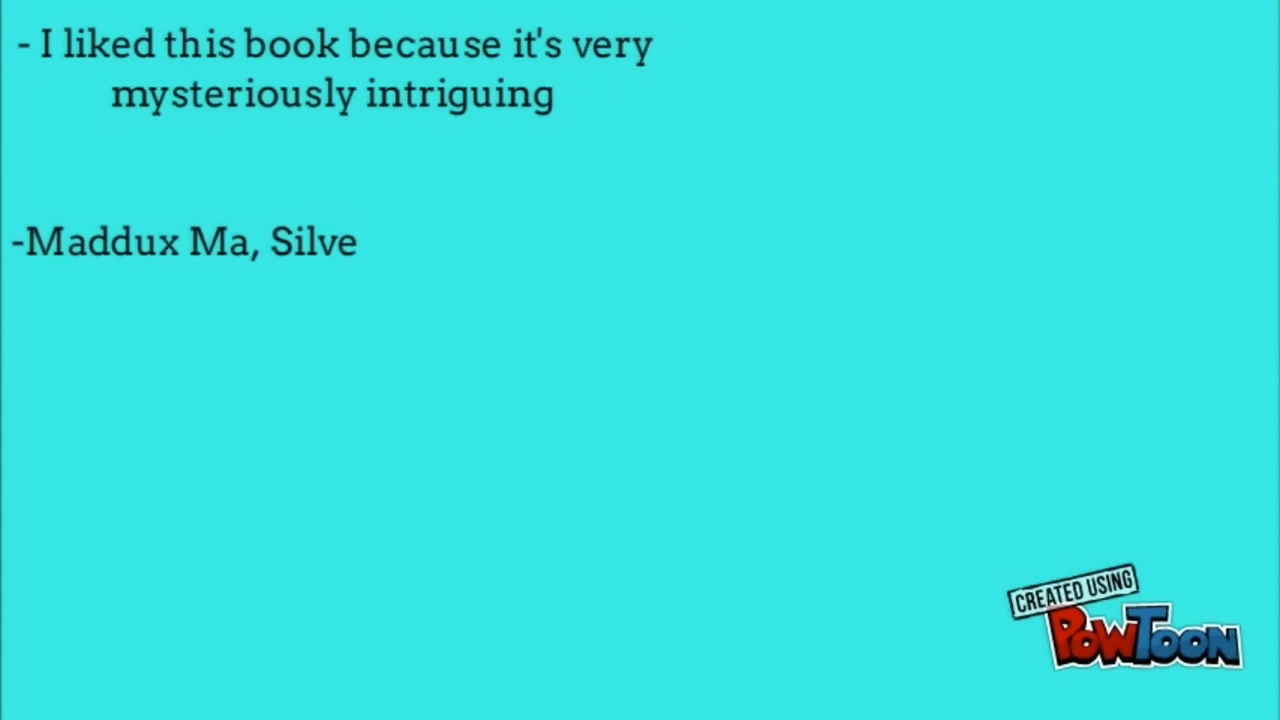 - I liked this book because it's very
mysteriously intriguing
-Maddux Ma, Silve
CREATED USING
POWTOON